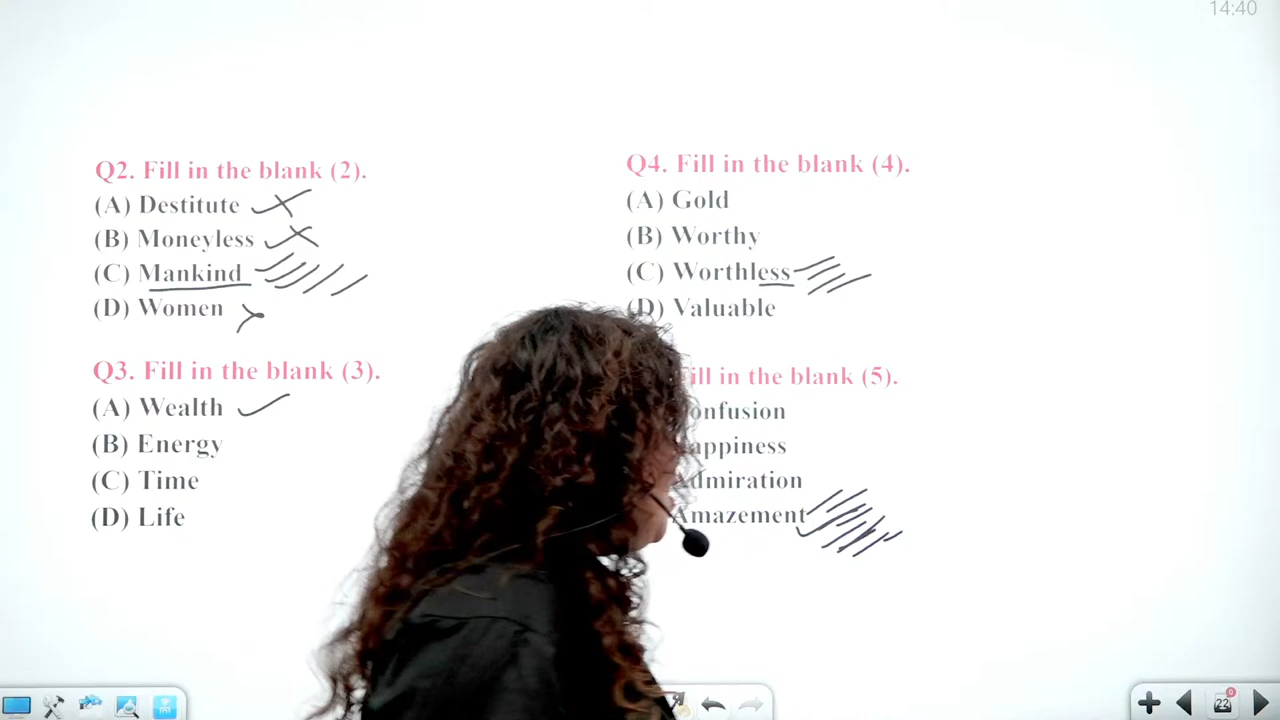 14:40
Q2. Fill in the blank (2).
(A) Destitute
(B) Moneyless
(C) Mankind
(D) Women
Q3. Fill in the blank (3).
(A) Wealth
(B) Energy
(C) Time
(D) Life
Q4. Fill in the blank (4).
(A) Gold
(B) Worthy
(C) Worthless
(D) Valuable
ill in the blank (5).
onfusion
appiness
Admiration
Amazement
22